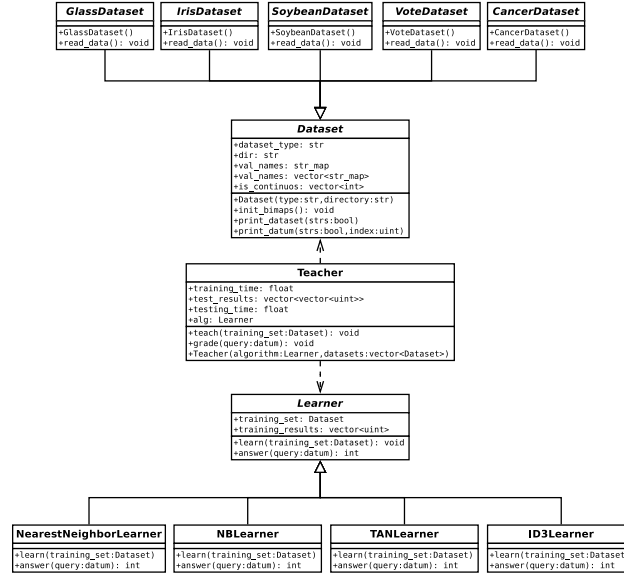 GlassDataset
+GlassDataset()
+read_data(): void
IrisDataset
+IrisDataset()
+read_data(): void
SoybeanDataset
+SoybeanDataset()
+read_data(): void
VoteDataset
+VoteDataset()
+read_data(): void
CancerDataset
+CancerDataset()
+read_data(): void
Dataset
+dataset_type: str
+dir: str
+val_names: str_map
+val_names: vector<str_map>
+is_continuos: vector<int>
+Dataset(type:str,directory:str)
+init_bimaps(): void
+print_dataset(strs:bool)
+print_datum(strs:bool,index:uint)
Teacher
+training_time: float
+test_results: vector<vector<uint>>
+testing_time: float
+alg: Learner
+teach(training_set:Dataset): void
+grade(query:datum): void
+Teacher(algorithm:Learner,datasets:vector<Dataset>)
Learner
+training_set: Dataset
+training_results: vector<uint>
+learn(training_set:Dataset): void
+answer(query:datum): int
NearestNeighborLearner
+learn(training_set:Dataset)
+answer(query:datum): int
NBLearner
+learn(training_set:Dataset)
+answer(query:datum): int
TANLearner
+learn(training_set:Dataset)
+answer(query:datum): int
ID3Learner
+learn(training_set:Dataset)
+answer(query:datum): int